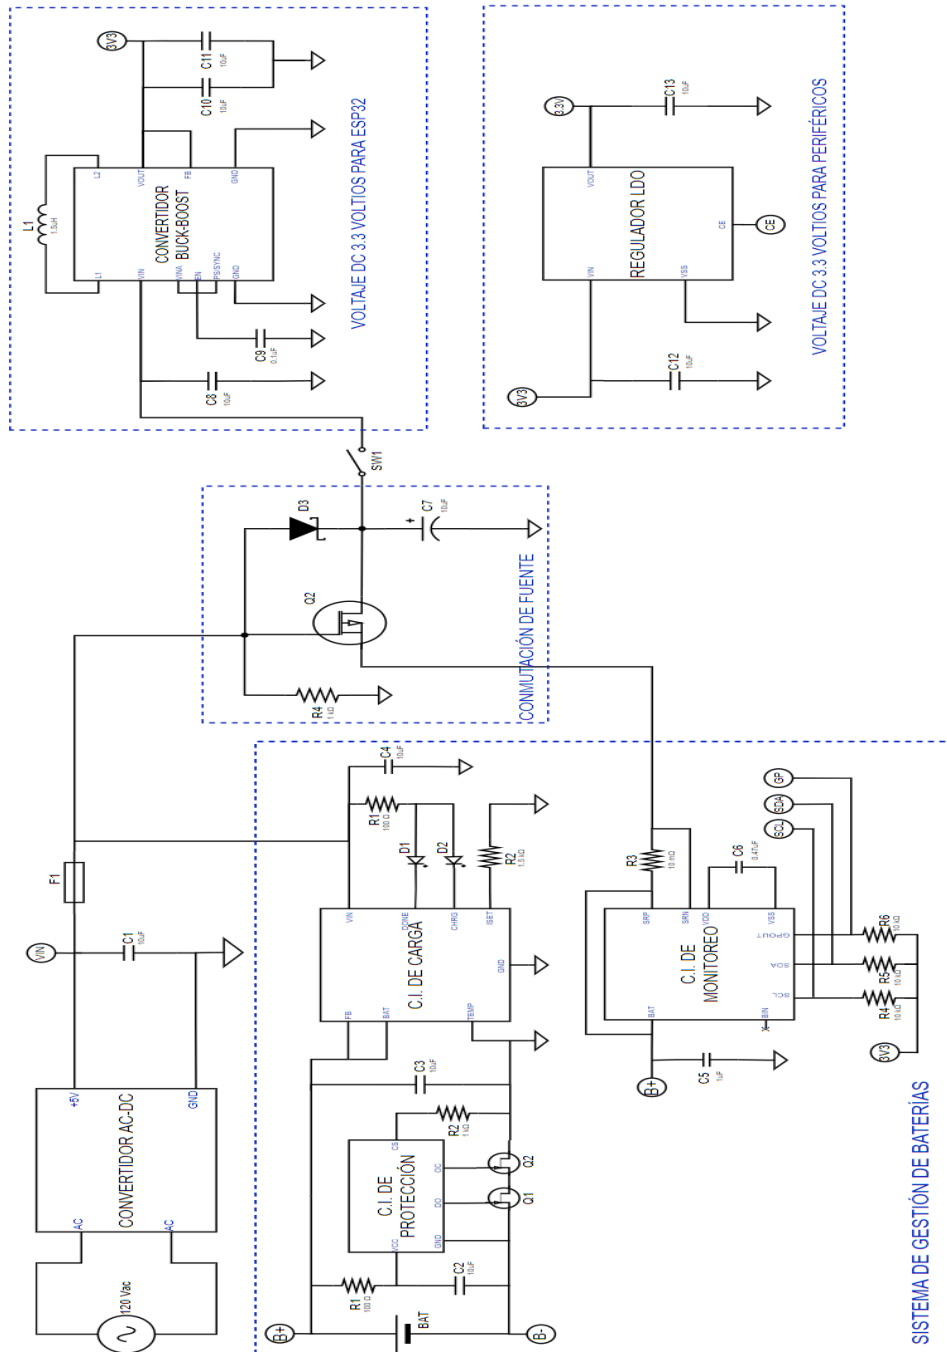 120 Vac
CONVERTIDOR AC-DC
AC
AC
+5V
GND
VIN
C1
10uF
F1
B+
B-
BAT
R1
100 Ω
C2
10uF
C.I. DE
PROTECCIÓN
VCC
GND
DO
OC
CS
Q1
Q2
R2
1 kΩ
C3
10uF
C.I. DE CARGA
FB
BAT
TEMP
GND
VIN
DONE
CHRG
ISET
R1
100 Ω
D1
D2
R2
1.5 kΩ
C4
10uF
B+
C5
1uF
C.I. DE
MONITOREO
BAT
BIN
SRP
SRN
VDD
VSS
SCL
SDA
GPOUT
R3
10 mΩ
C6
0.47uF
SCL
SDA
GP
R4
10 kΩ
R5
10 kΩ
R6
10 kΩ
3V3
SISTEMA DE GESTIÓN DE BATERÍAS
R4
1 kΩ
Q2
D3
C7
10uF
CONMUTACIÓN DE FUENTE
SW1
C8
10uF
C9
0.1uF
CONVERTIDOR
BUCK-BOOST
L1
VIN
VINA
EN
PS/SYNC
GND
L2
VOUT
FB
GND
L1
1.5uH
C10
10uF
C11
10uF
3V3
VOLTAJE DC 3.3 VOLTIOS PARA ESP32
3V3
C12
10uF
REGULADOR LDO
VIN
VSS
VOUT
CE
CE
C13
10uF
3.3V
VOLTAJE DC 3.3 VOLTIOS PARA PERIFÉRICOS